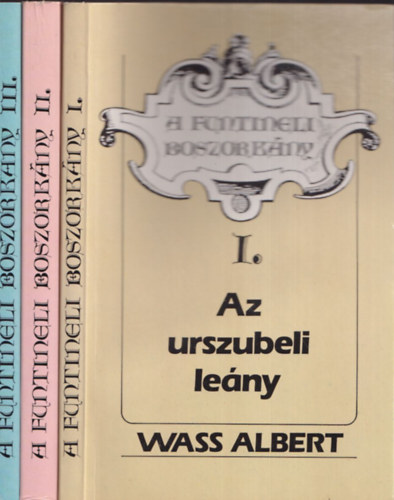 A FUNTINELI BOSZORKÁNY III.
A FUNTINELI BOSZORKÁNY II.
A FUNTINELI BOSZORKÁNY I.
A FUNTINELI
BOSZORKÁNY
I.
Az
urszubeli
leány
WASS ALBERT